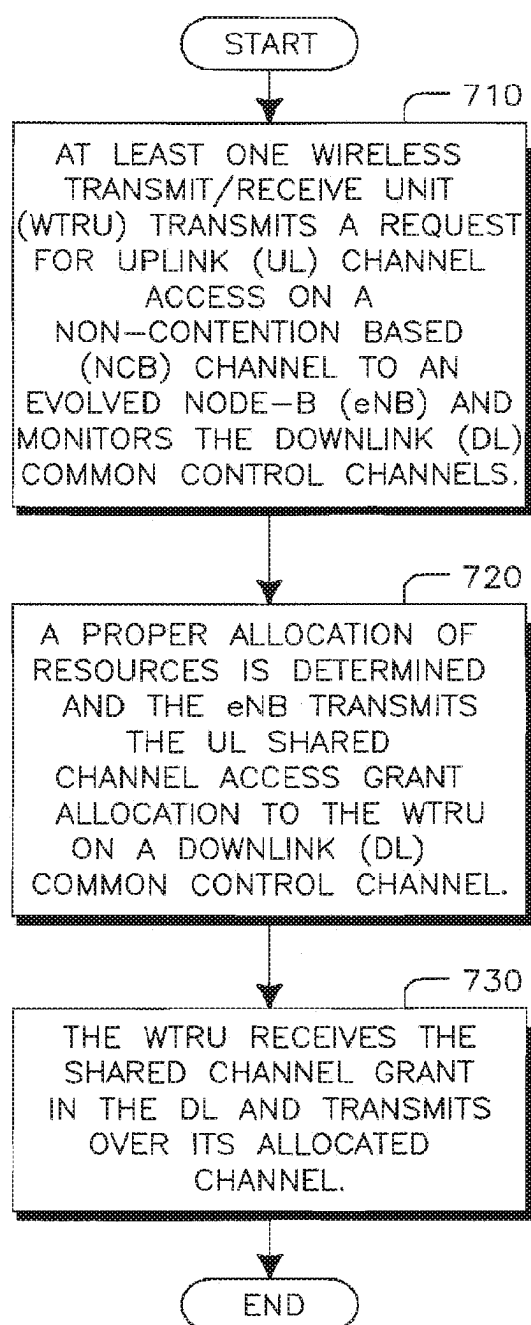 START
710
AT LEAST ONE WIRELESS
TRANSMIT/RECEIVE UNIT
(WTRU) TRANSMITS A REQUEST
FOR UPLINK (UL) CHANNEL
ACCESS ON A
NON-CONTENTION BASED
(NCB) CHANNEL TO AN
EVOLVED NODE-B (eNB) AND
MONITORS THE DOWNLINK (DL)
COMMON CONTROL CHANNELS.
720
A PROPER ALLOCATION OF
RESOURCES IS DETERMINED
AND THE eNB TRANSMITS
THE UL SHARED
CHANNEL ACCESS GRANT
ALLOCATION TO THE WTRU
ON A DOWNLINK (DL)
COMMON CONTROL CHANNEL.
730
THE WTRU RECEIVES THE
SHARED CHANNEL GRANT
IN THE DL AND TRANSMITS
OVER ITS ALLOCATED
CHANNEL.
END